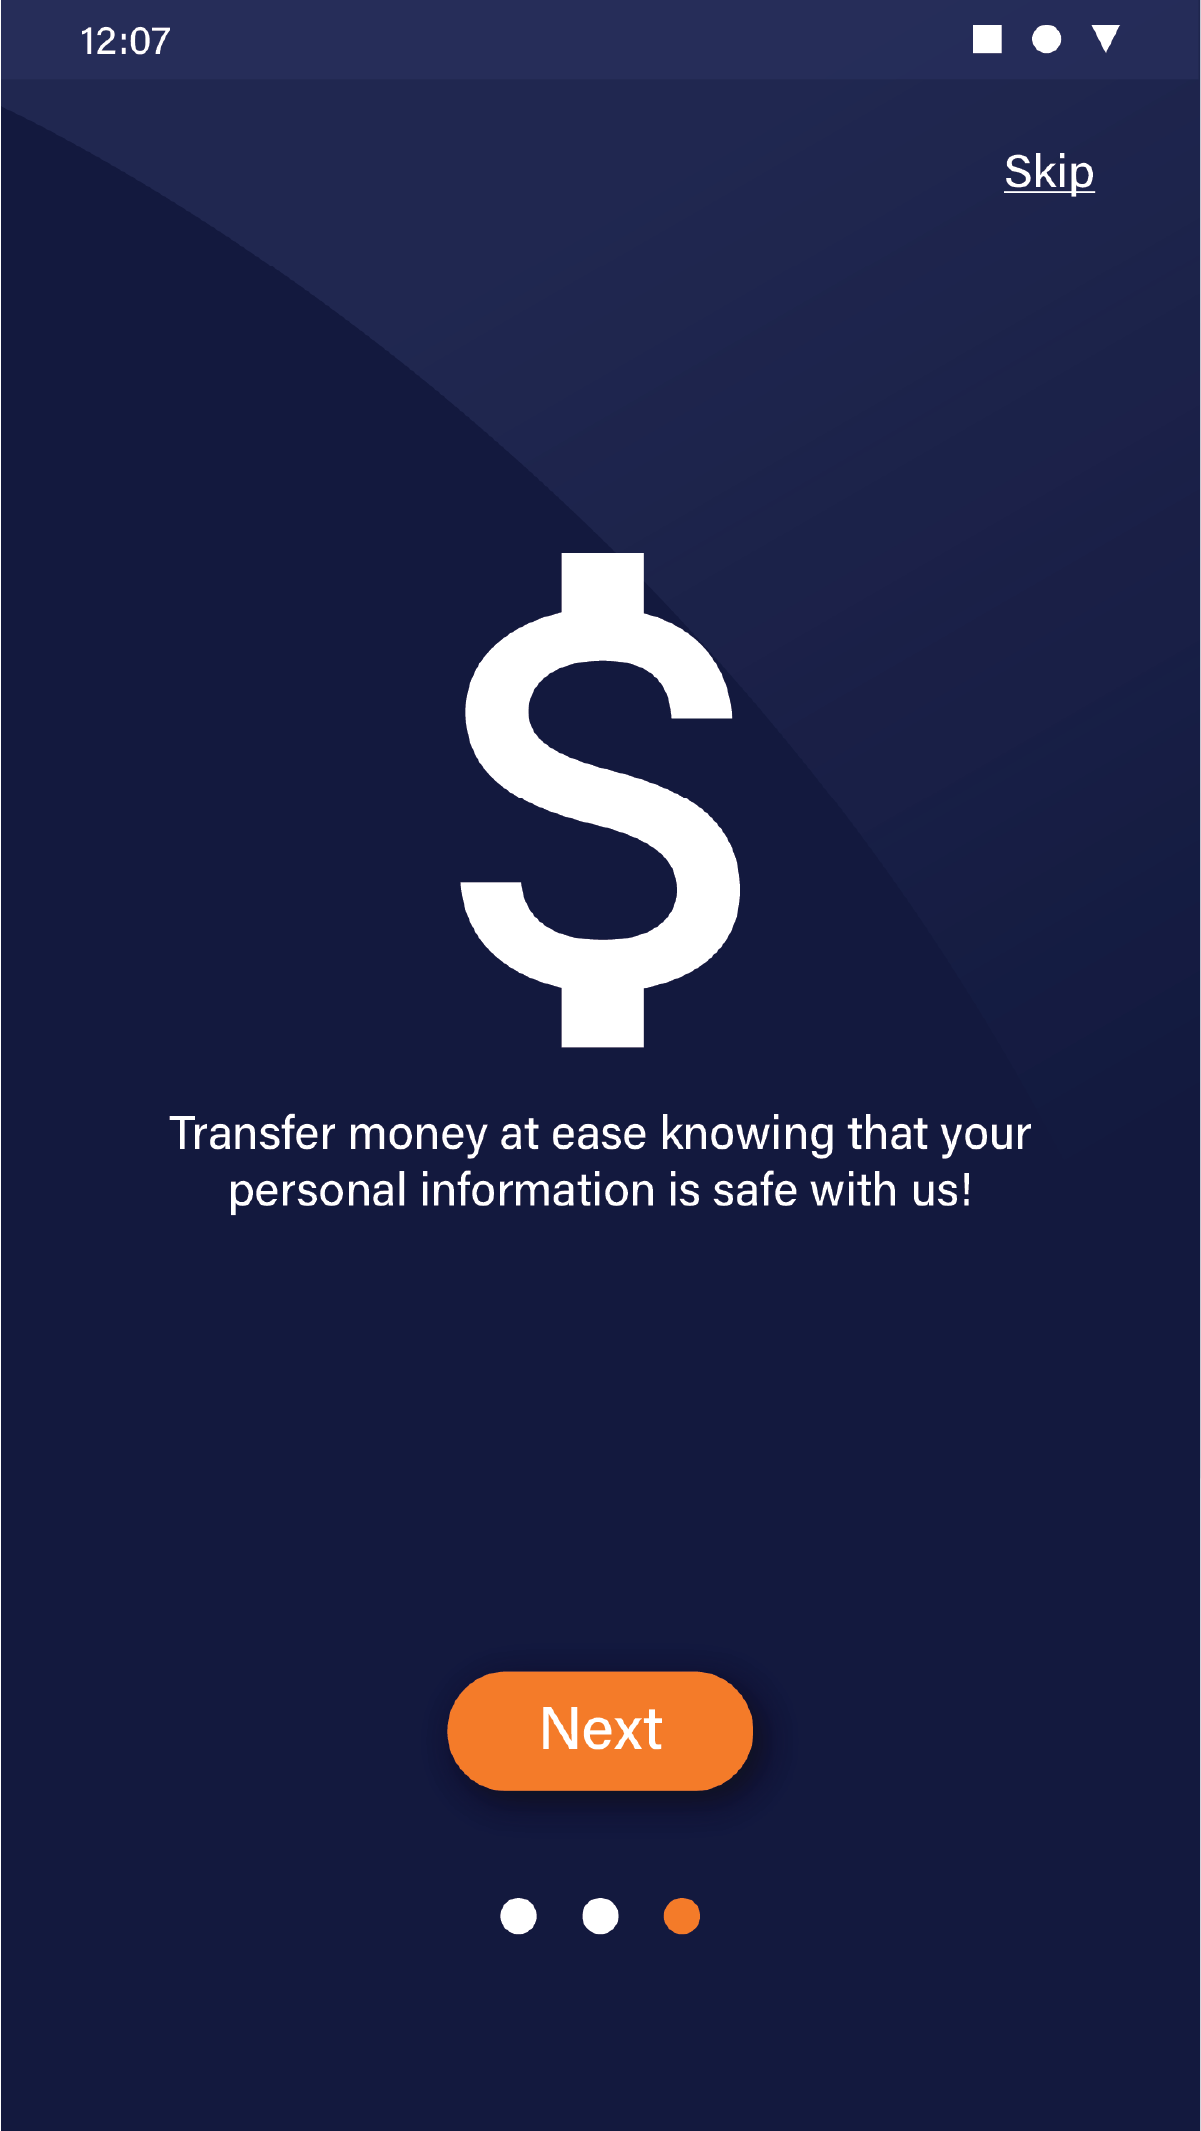 12:07
Skip
$
Transfer money at ease knowing that your
personal information is safe with us!
Next